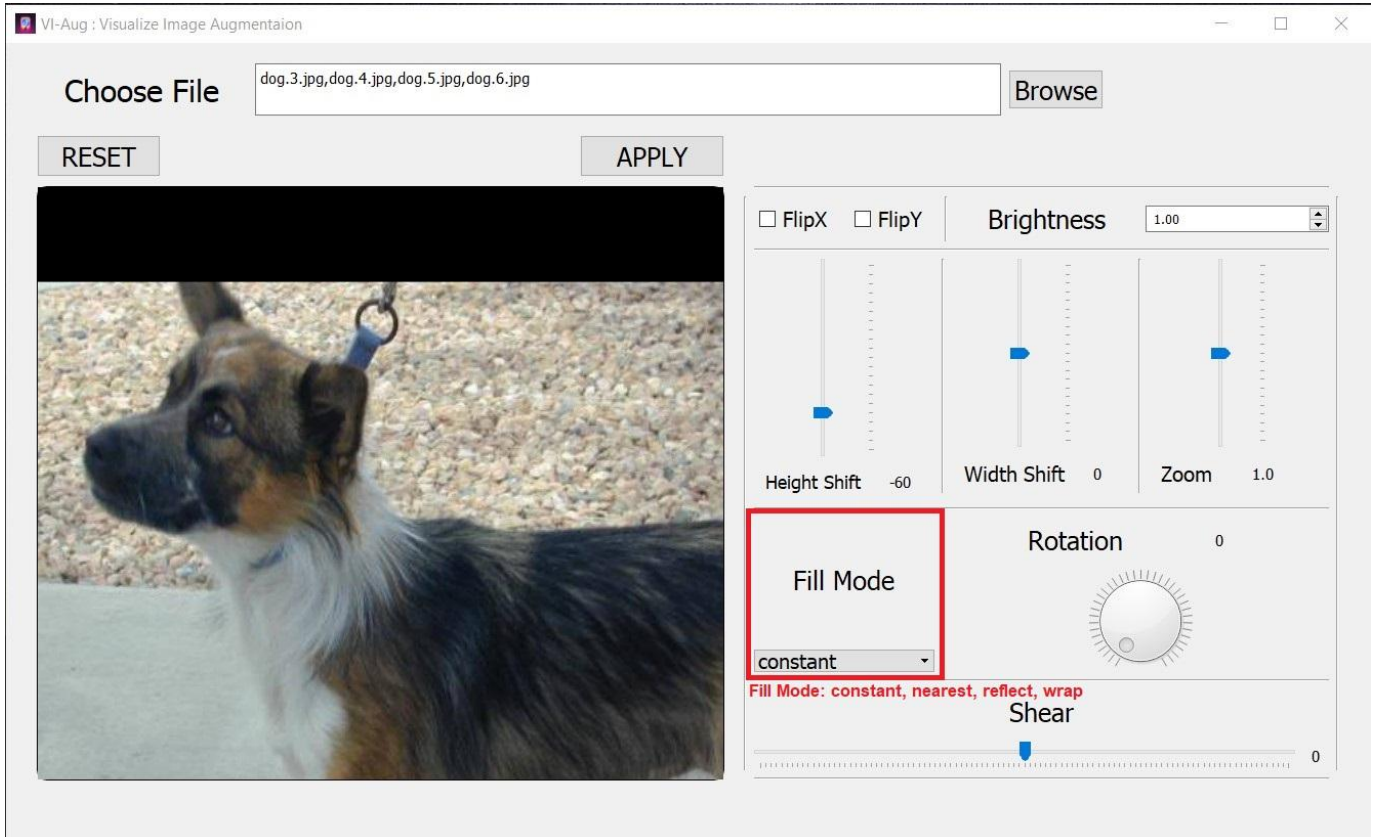 VI-Aug : Visualize Image Augmentaion
Choose File
dog.3.jpg,dog.4.jpg,dog.5.jpg,dog.6.jpg
Browse
RESET
APPLY
FlipX
FlipY
Brightness
1.00
Height Shift -60
Width Shift 0
Zoom 1.0
Fill Mode
constant
Rotation 0
Fill Mode: constant, nearest, reflect, wrap
Shear
0